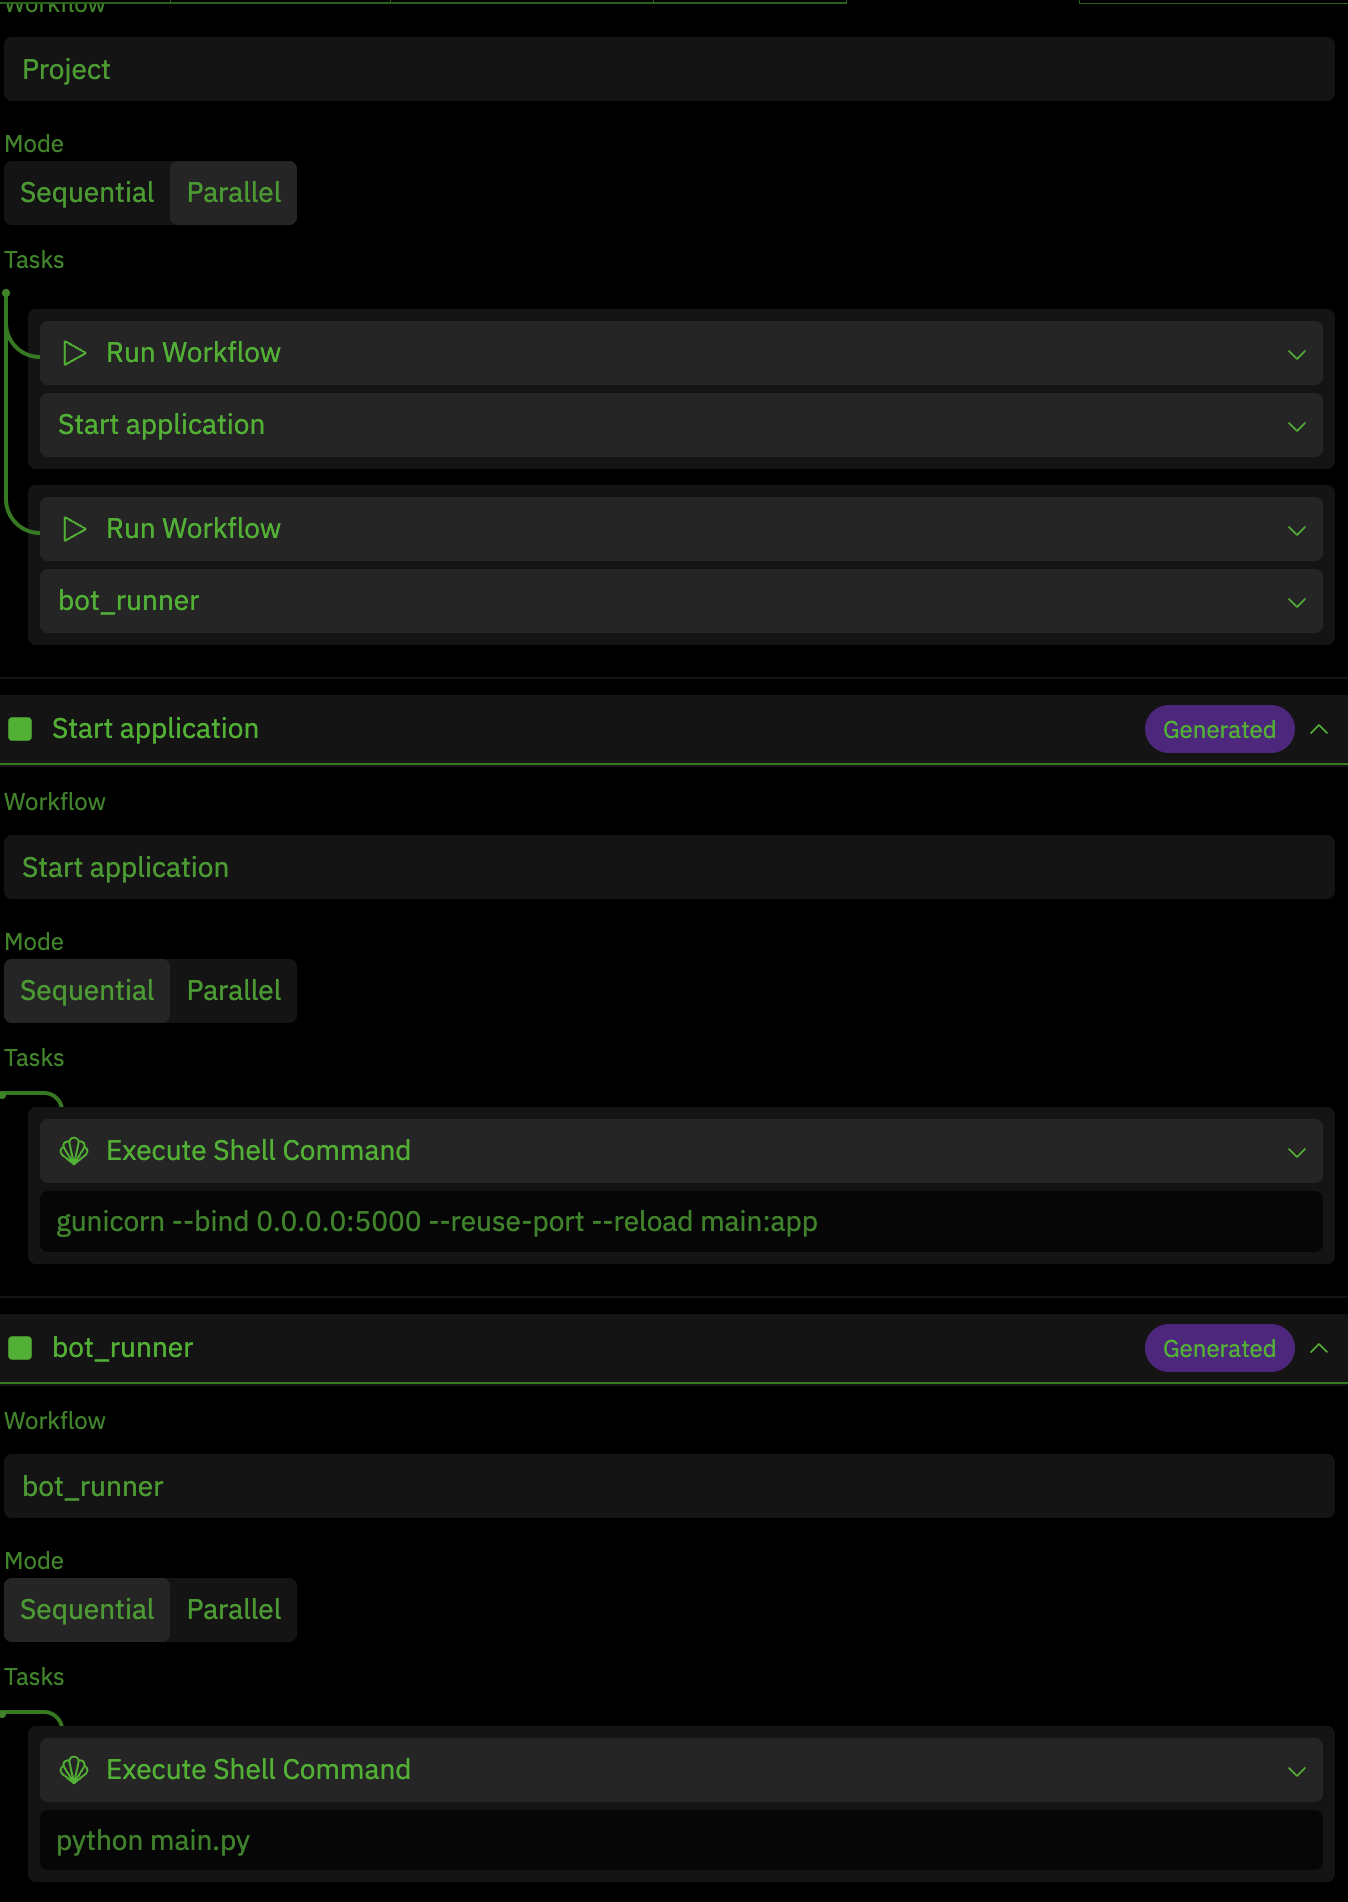 Workflow
Project
Mode
Sequential Parallel
Tasks
Run Workflow
Start application
Run Workflow
bot_runner
Start application Generated
Workflow
Start application
Mode
Sequential Parallel
Tasks
Execute Shell Command
gunicorn --bind 0.0.0.0:5000 --reuse-port --reload main:app
bot_runner Generated
Workflow
bot_runner
Mode
Sequential Parallel
Tasks
Execute Shell Command
python main.py